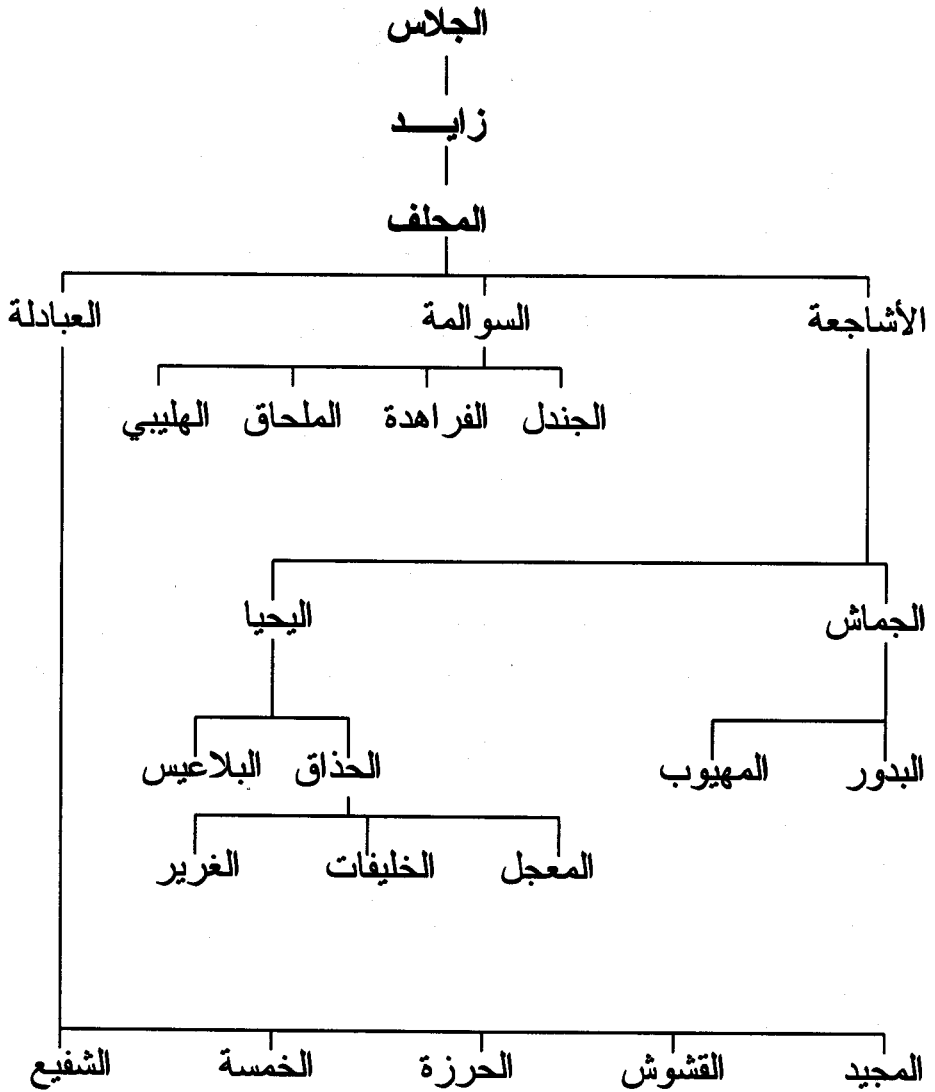 الجلاس
زايـــد
المحلف
الأشاجعة السوالمة العبادلة
الجندل الفراهدة الملحاق الهليبي
الجماش اليحيا
البدور المهيوب الحذاق البلاعيس
المعجل الخليفات الغرير
المجيد القشوش الحرزة الخمسة الشفيع